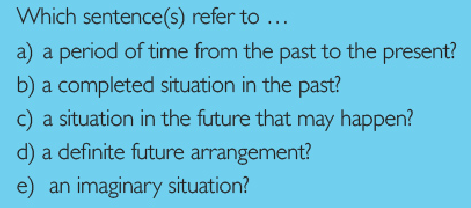 Which sentence(s) refer to ...
a) a period of time from the past to the present?
b) a completed situation in the past?
c) a situation in the future that may happen?
d) a definite future arrangement?
e) an imaginary situation?